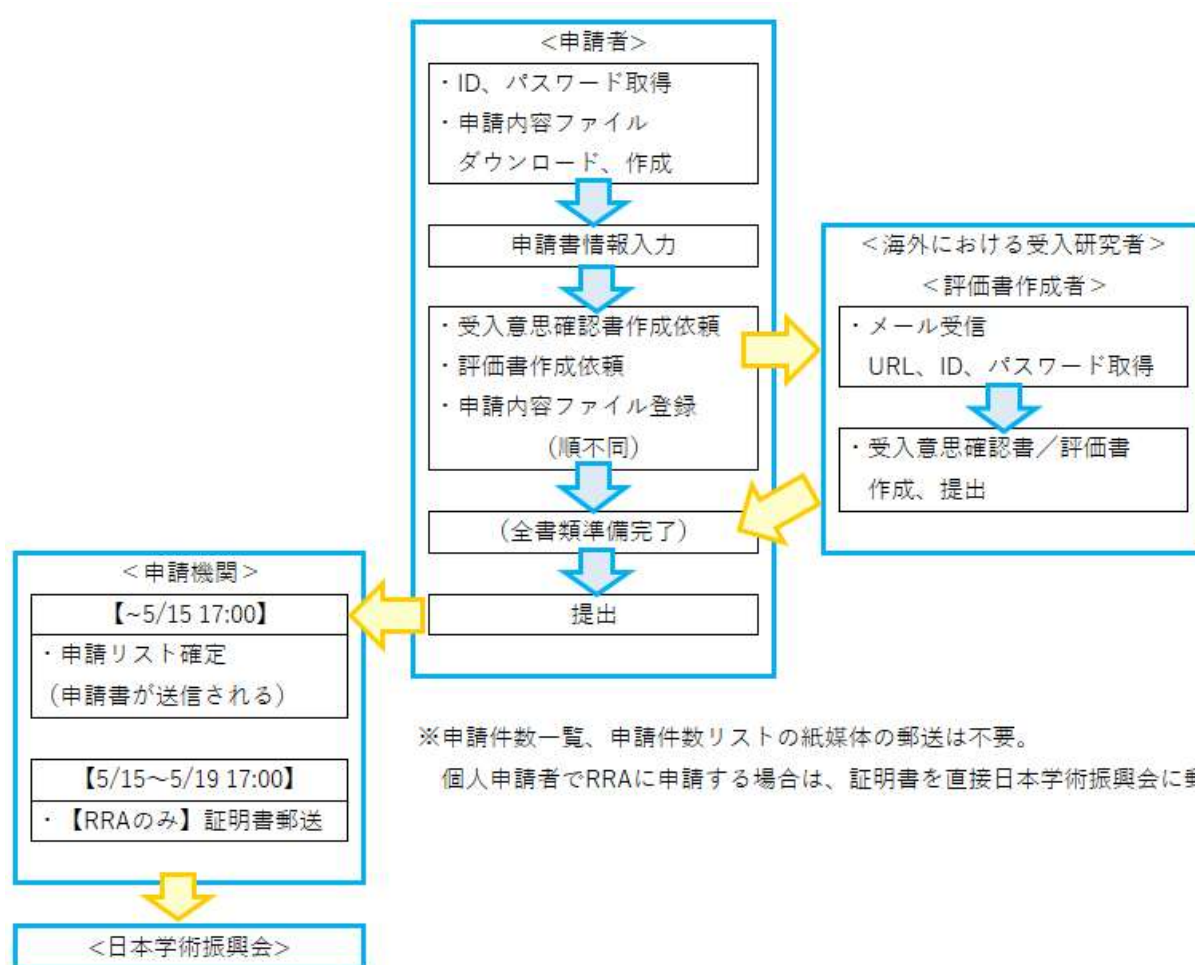 ＜申請者＞
・ID、パスワード取得
・申請内容ファイル
ダウンロード、作成
申請書情報入力
・受入意思確認書作成依頼
・評価書作成依頼
・申請内容ファイル登録
（順不同）
（全書類準備完了）
提出
＜海外における受入研究者＞
＜評価書作成者＞
・メール受信
URL、ID、パスワード取得
・受入意思確認書／評価書
作成、提出
＜申請機関＞
【~5/15 17:00】
・申請リスト確定
（申請書が送信される）
【5/15～5/19 17:00】
・【RRAのみ】証明書郵送
※申請件数一覧、申請件数リストの紙媒体の郵送は不要。
個人申請者でRRAに申請する場合は、証明書を直接日本学術振興会に
＜日本学術振興会＞